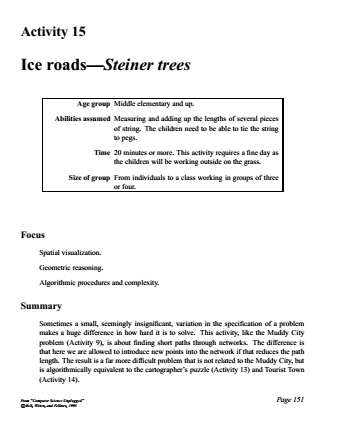 Activity 15
Ice roads—Steiner trees
Age group Middle elementary and up.
Abilities assumed Measuring and adding up the lengths of several pieces
of string. The children need to be able to tie the string
to pegs.
Time 20 minutes or more. This activity requires a fine day as
the children will be working outside on the grass.
Size of group From individuals to a class working in groups of three
or four.
Focus
Spatial visualization.
Geometric reasoning.
Algorithmic procedures and complexity.
Summary
Sometimes a small, seemingly insignificant, variation in the specification of a problem
makes a huge difference in how hard it is to solve. This activity, like the Muddy City
problem (Activity 9), is about finding short paths through networks. The difference is
that here we are allowed to introduce new points into the network if that reduces the path
length. The result is a far more difficult problem that is not related to the Muddy City, but
is algorithmically equivalent to the cartographer's puzzle (Activity 13) and Tourist Town
(Activity 14).
From "Computer Science Unplugged"
©Bell, Witten, and Fellows, 1998
Page 151